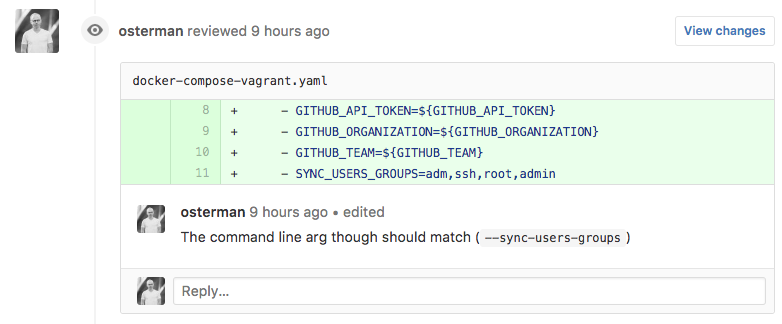 osterman reviewed 9 hours ago View changes
docker-compose-vagrant.yaml
8 + - GITHUB_API_TOKEN=${GITHUB_API_TOKEN}
9 + - GITHUB_ORGANIZATION=${GITHUB_ORGANIZATION}
10 + - GITHUB_TEAM=${GITHUB_TEAM}
11 + - SYNC_USERS_GROUPS=adm,ssh,root,admin
osterman 9 hours ago • edited
The command line arg though should match ( --sync-users-groups )
Reply...